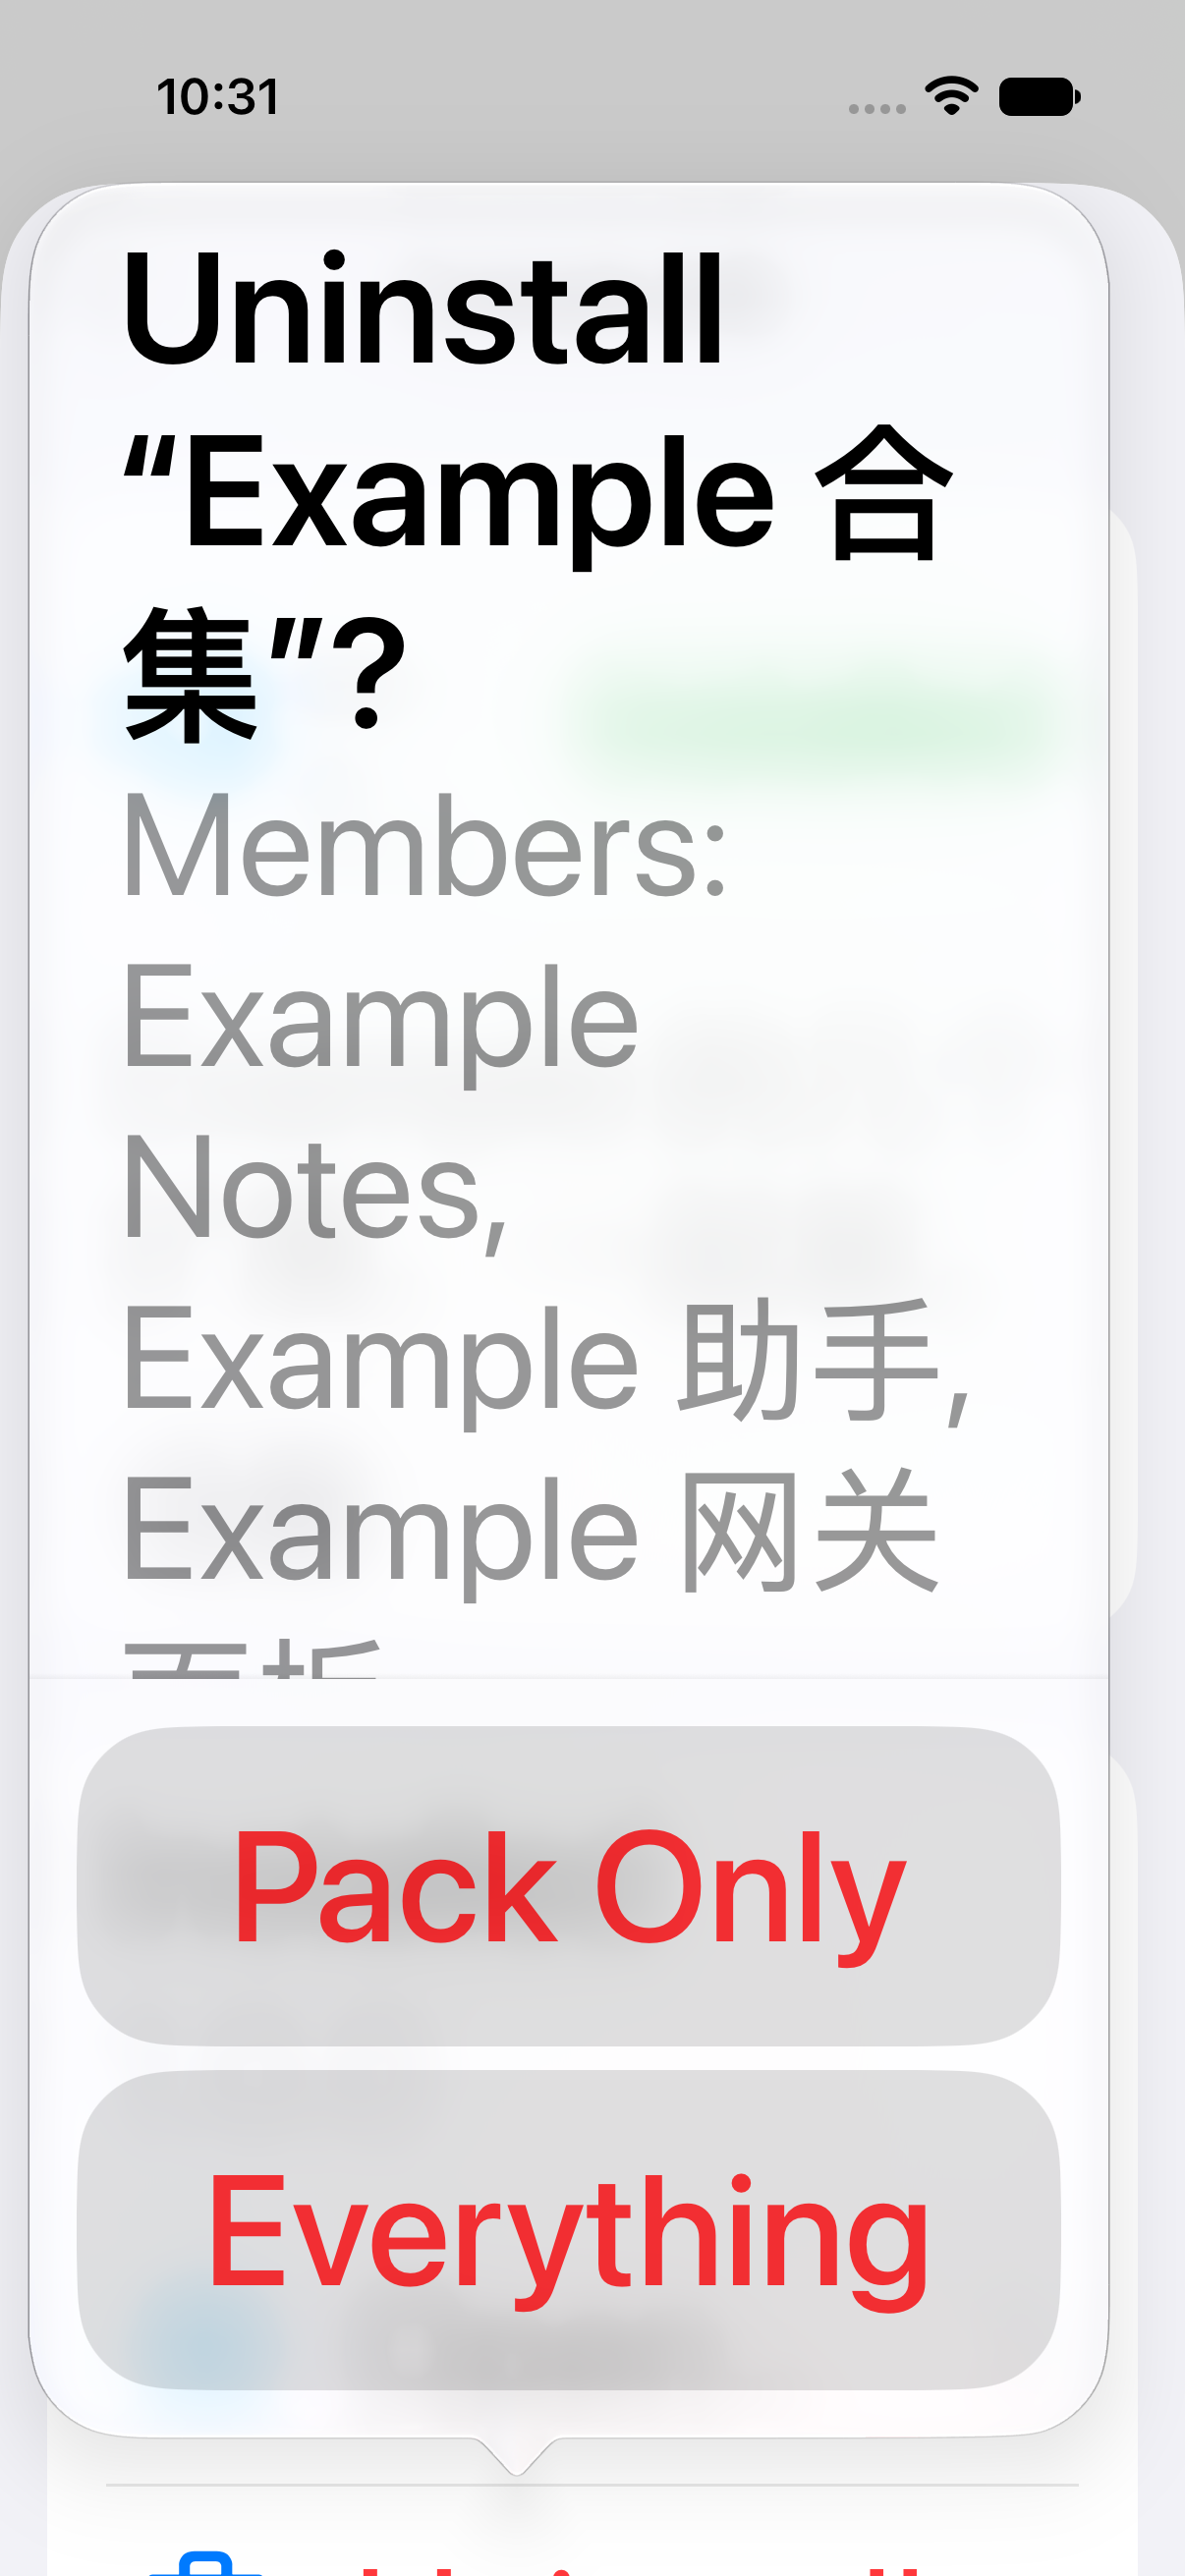 10:31
Uninstall
“Example 合
集”?
Members:
Example
Notes,
Example 助手,
Example 网关
Pack Only
Everything